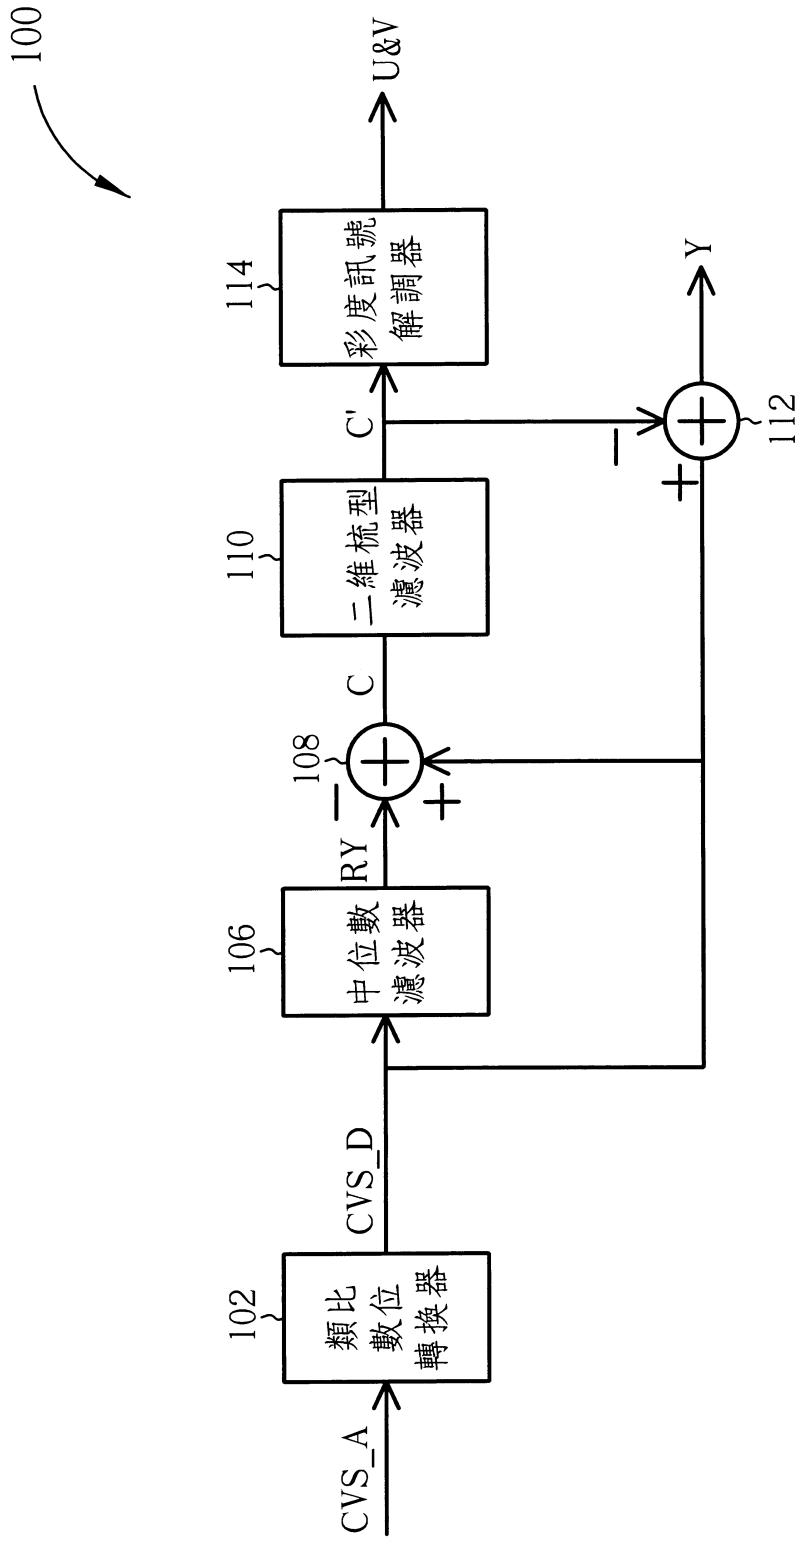 100
CVS_A
102
類比
數位
轉換器
CVS_D
106
中位數
濾波器
RY
108
−
+
C
110
二維梳型
濾波器
C'
114
彩度訊號
解調器
U&V
−
+
112
Y